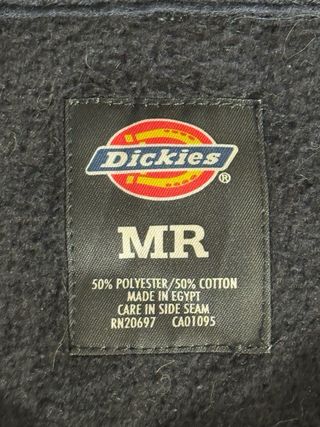 Dickies®
MR
50% POLYESTER/50% COTTON
MADE IN EGYPT
CARE IN SIDE SEAM
RN20697 CA01095